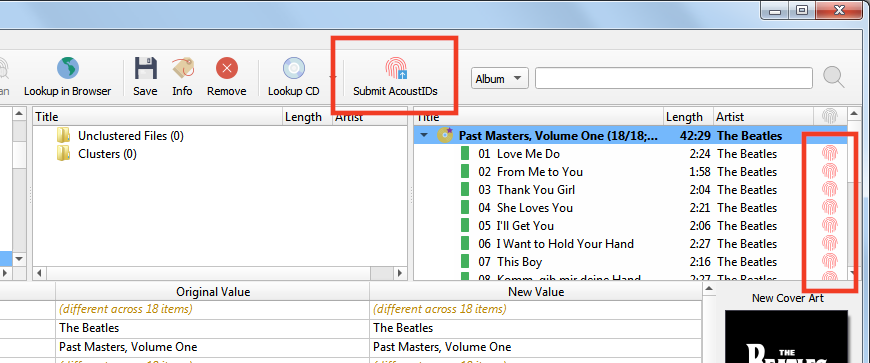 an Lookup in Browser Save Info Remove Lookup CD Submit AcoustIDs Album
Title Length Artist
Unclustered Files (0)
Clusters (0)
Title Length Artist
Past Masters, Volume One (18/18;... 42:29 The Beatles
01 Love Me Do 2:24 The Beatles
02 From Me to You 1:58 The Beatles
03 Thank You Girl 2:04 The Beatles
04 She Loves You 2:21 The Beatles
05 I'll Get You 2:06 The Beatles
06 I Want to Hold Your Hand 2:27 The Beatles
07 This Boy 2:16 The Beatles
08 Komm, gib mir deine Hand 2:27 The Beatles
Original Value New Value
(different across 18 items) (different across 18 items)
The Beatles The Beatles
Past Masters, Volume One Past Masters, Volume One
New Cover Art
THE
BEATLES